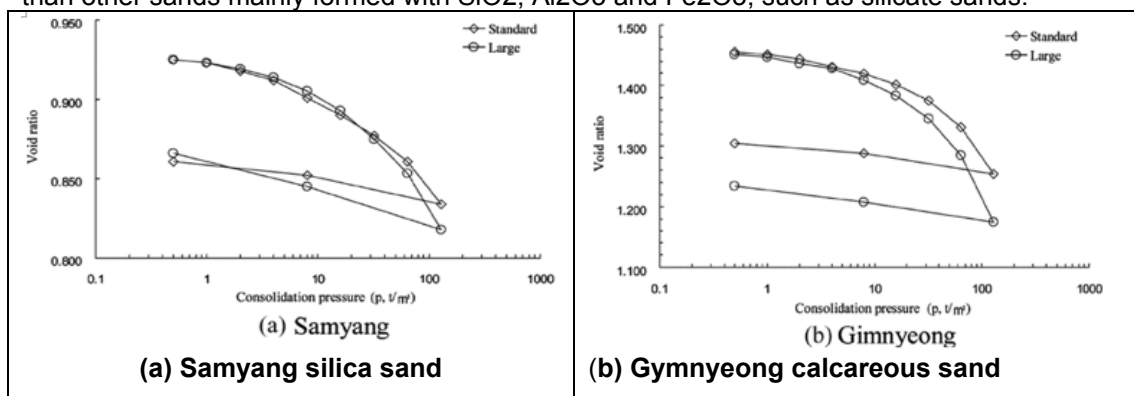 than other sands mainly formed with SiO2, Al2O3 and Fe2O3, such as silicate sands.
0.950
0.900
0.850
0.800
Void ratio
Standard
Large
0.1 1 10 100 1000
Consolidation pressure (p, t/m²)
(a) Samyang
(a) Samyang silica sand
1.500
1.400
1.300
1.200
1.100
Void ratio
Standard
Large
0.1 1 10 100 1000
Consolidation pressure (p, t/m²)
(b) Gimnyeong
(b) Gymnyeong calcareous sand